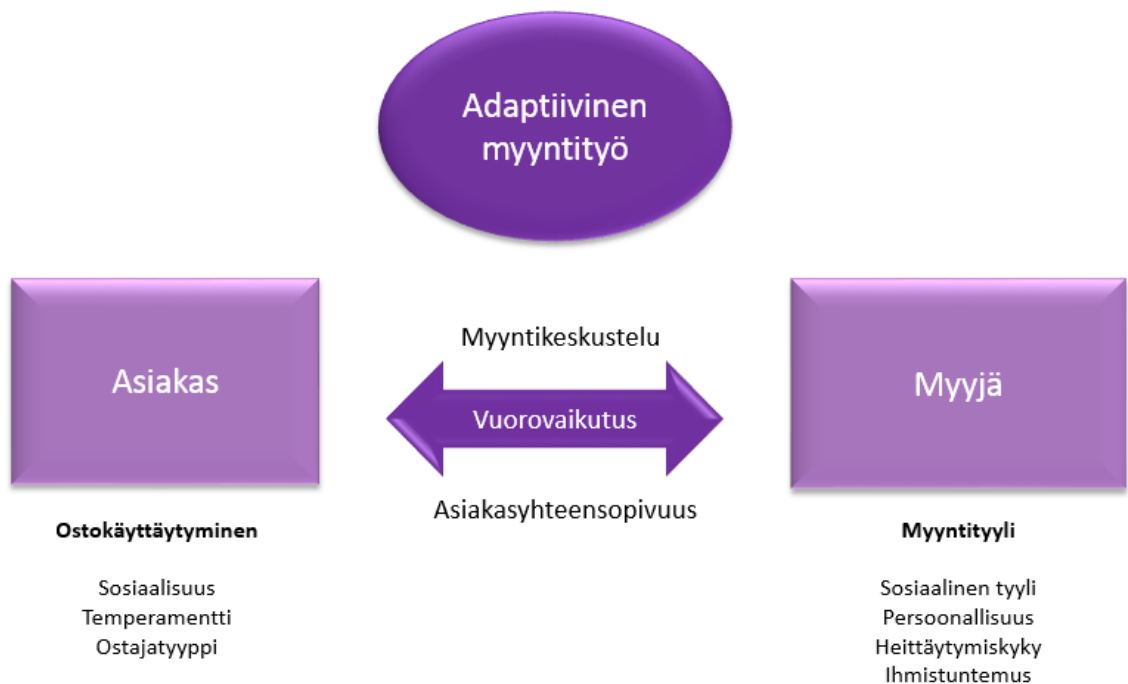 Adaptiivinen
myyntityö
Asiakas
Myyntikeskustelu
Vuorovaikutus
Asiakasyhteensopivuus
Myyjä
Ostokäyttäytyminen
Sosiaalisuus
Temperamentti
Ostajatyyppi
Myyntityyli
Sosiaalinen tyyli
Persoonallisuus
Heittäytymiskyky
Ihmistuntemus